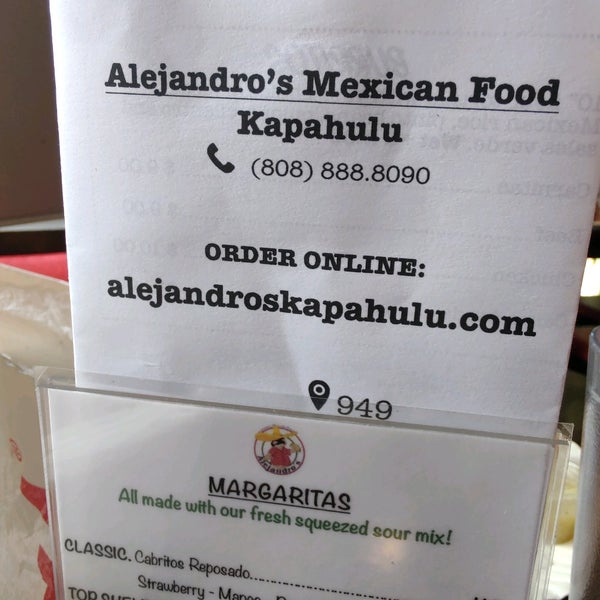 Alejandro's Mexican Food
Kapahulu
(808) 888.8090
ORDER ONLINE:
alejandroskapahulu.com
949
Alejandro's
MARGARITAS
All made with our fresh squeezed sour mix!
CLASSIC. Cabritos Reposado
Strawberry - Mango -
TOP